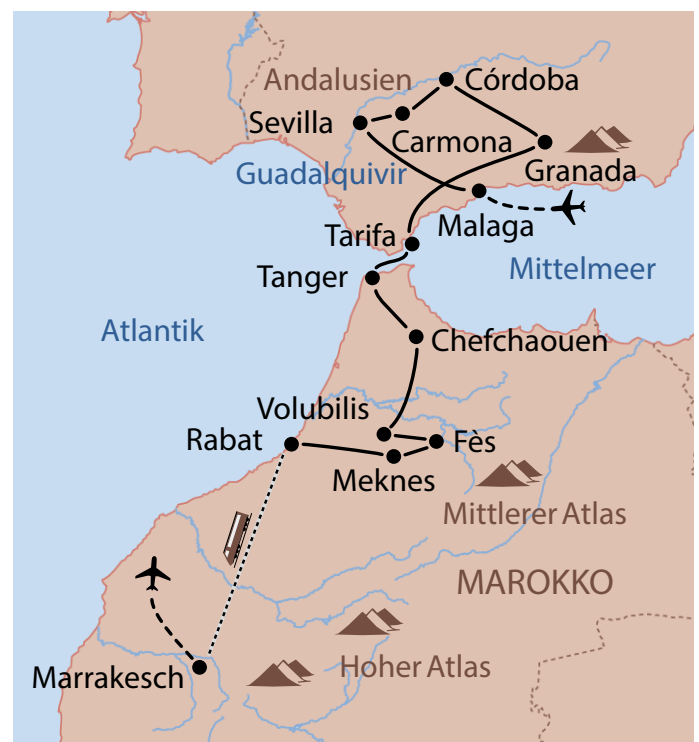 Andalusien
Córdoba
Sevilla
Carmona
Granada
Guadalquivir
Malaga
Tarifa
Mittelmeer
Tanger
Atlantik
Chefchaouen
Volubilis
Rabat
Fès
Meknes
Mittlerer Atlas
MAROKKO
Hoher Atlas
Marrakesch